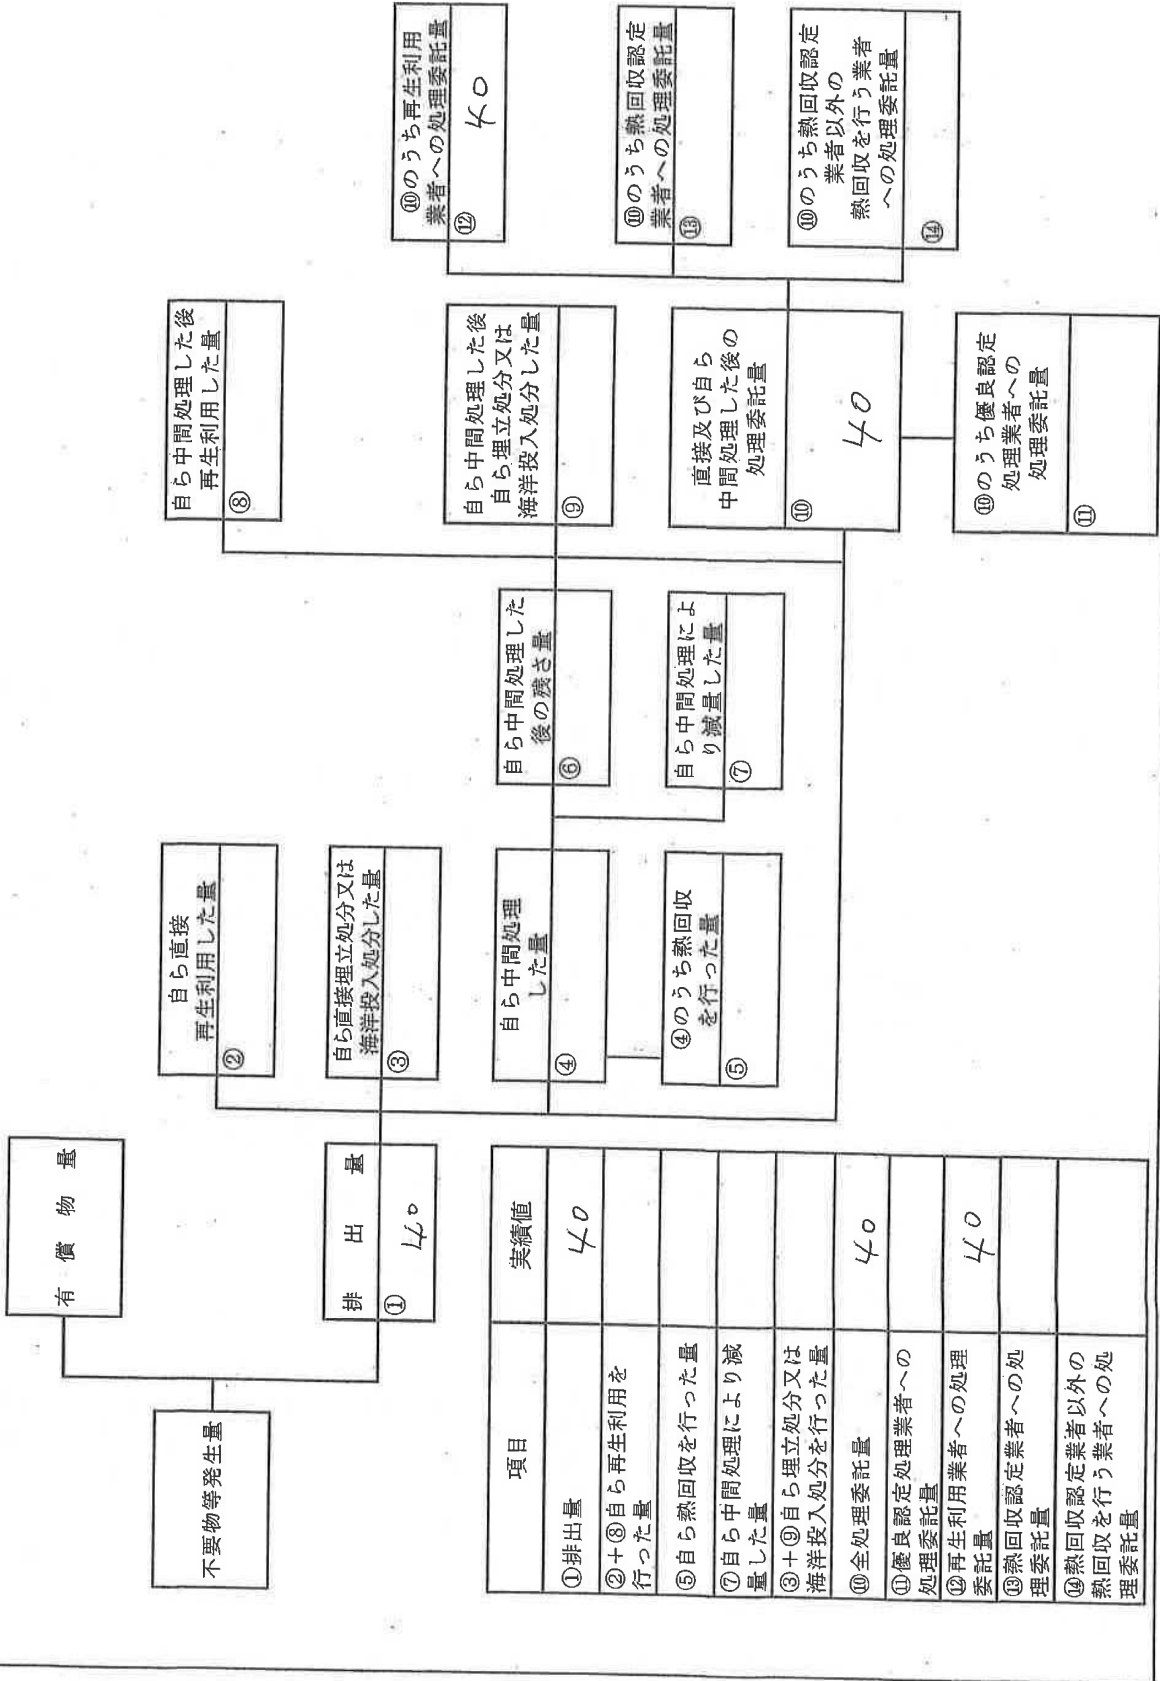 有償物量
不要物等発生量
排出量
①
40
自ら直接
再生利用した量
②
自ら直接埋立処分又は
海洋投入処分した量
③
自ら中間処理
した量
④
④のうち熱回収
を行った量
⑤
自ら中間処理した
後の残さ量
⑥
自ら中間処理によ
り減量した量
⑦
自ら中間処理した後
再生利用した量
⑧
自ら中間処理した後
自ら埋立処分又は
海洋投入処分した量
⑨
直接及び自ら
中間処理した後の
処理委託量
⑩
40
⑩のうち優良認定
処理業者への
処理委託量
⑪
⑩のうち再生利用
業者への処理委託量
⑫
40
⑩のうち熱回収認定
業者への処理委託量
⑬
⑩のうち熱回収認定
業者以外の
熱回収を行う業者
への処理委託量
⑭
項目 実績値
①排出量 40
②+⑧自ら再生利用を
行った量
⑤自ら熱回収を行った量
⑦自ら中間処理により減
量した量
③+⑨自ら埋立処分又は
海洋投入処分を行った量
⑩全処理委託量 40
⑪優良認定処理業者への
処理委託量
⑫再生利用業者への処理
委託量 40
⑬熱回収認定業者への処
理委託量
⑭熱回収認定業者以外の
熱回収を行う業者への処
理委託量